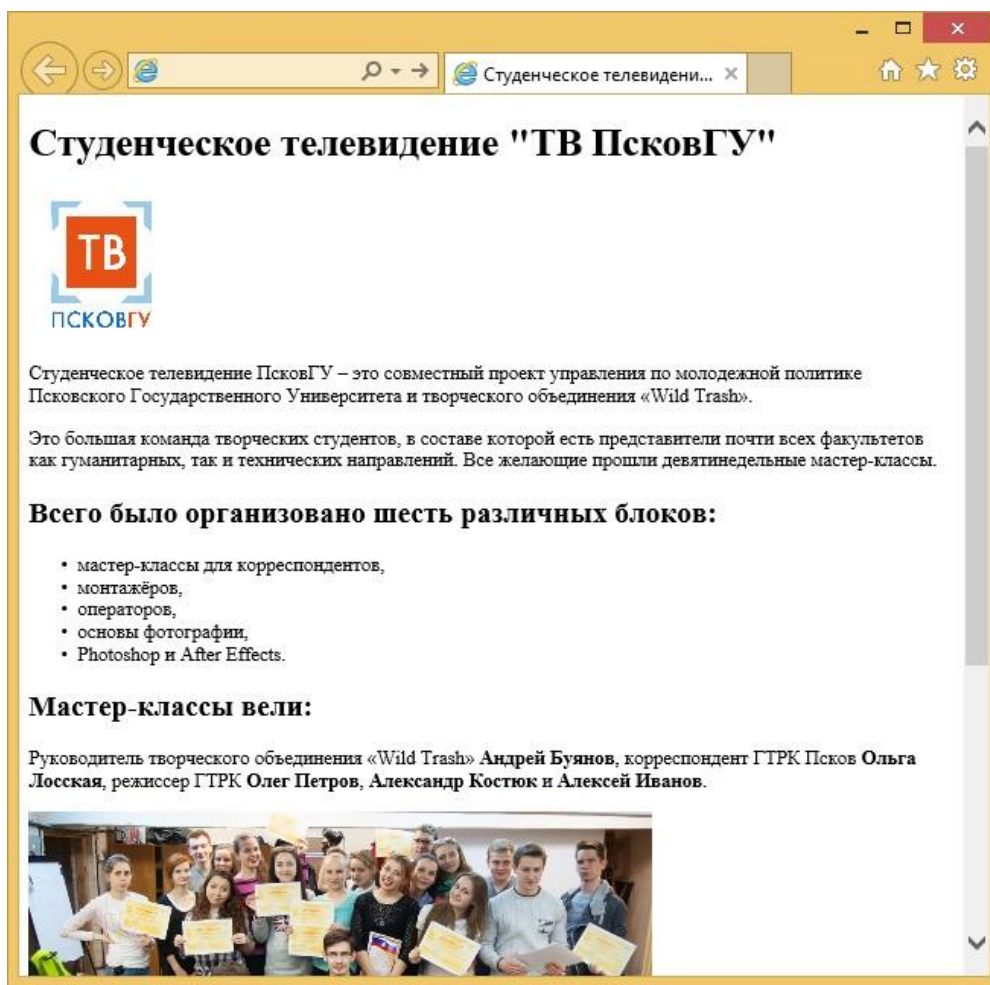 Студенческое телевидени...
Студенческое телевидение "ТВ ПсковГУ"
ТВ
ПСКОВГУ
Студенческое телевидение ПсковГУ – это совместный проект управления по молодежной политике
Псковского Государственного Университета и творческого объединения «Wild Trash».
Это большая команда творческих студентов, в составе которой есть представители почти всех факультетов
как гуманитарных, так и технических направлений. Все желающие прошли девятинедельные мастер-классы.
Всего было организовано шесть различных блоков:
• мастер-классы для корреспондентов,
• монтажёров,
• операторов,
• основы фотографии,
• Photoshop и After Effects.
Мастер-классы вели:
Руководитель творческого объединения «Wild Trash» Андрей Буянов, корреспондент ГТРК Псков Ольга
Лосская, режиссер ГТРК Олег Петров, Александр Костюк и Алексей Иванов.